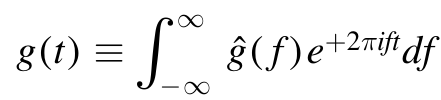 g(t) ≡ ∫_{-∞}^{∞} ĝ(f) e^{+2πift} df